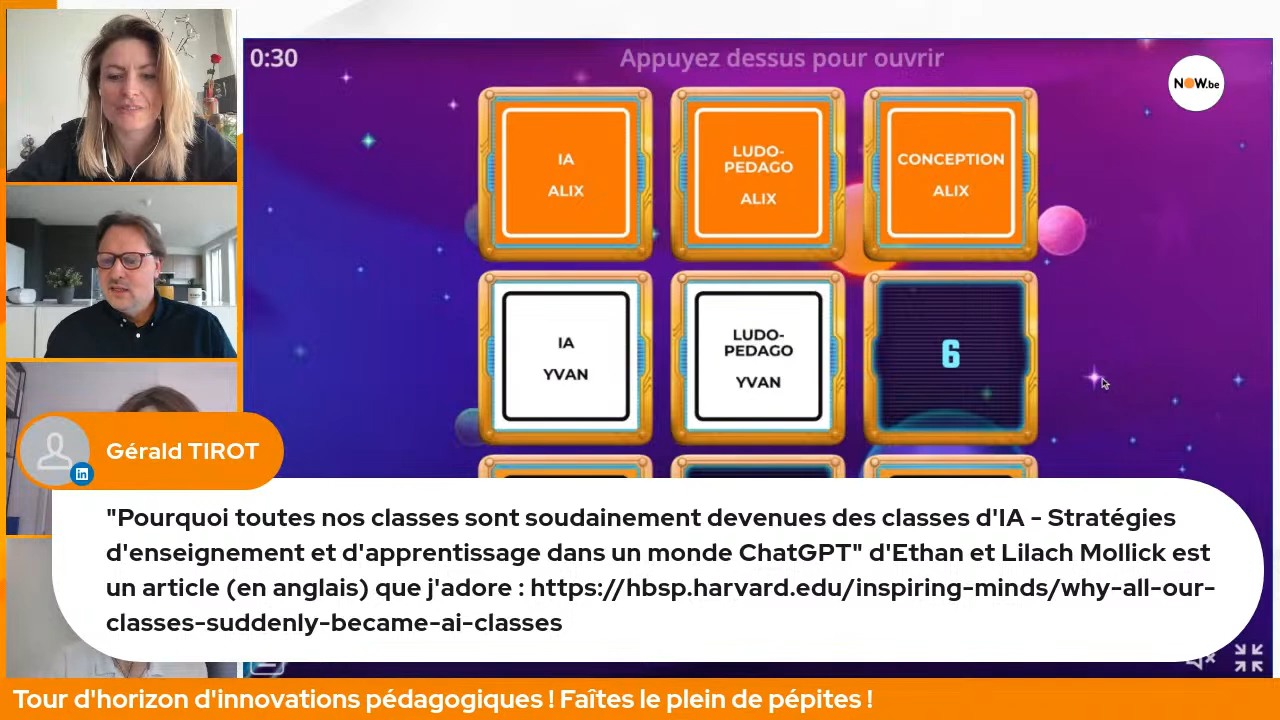 0:30
Appuyez dessus pour ouvrir
NOW.be
IA
ALIX
LUDO-
PEDAGO
ALIX
CONCEPTION
ALIX
IA
YVAN
LUDO-
PEDAGO
YVAN
6
Gérald TIROT
in
"Pourquoi toutes nos classes sont soudainement devenues des classes d'IA - Stratégies
d'enseignement et d'apprentissage dans un monde ChatGPT" d'Ethan et Lilach Mollick est
un article (en anglais) que j'adore : https://hbsp.harvard.edu/inspiring-minds/why-all-our-
classes-suddenly-became-ai-classes
Tour d'horizon d'innovations pédagogiques ! Faîtes le plein de pépites !